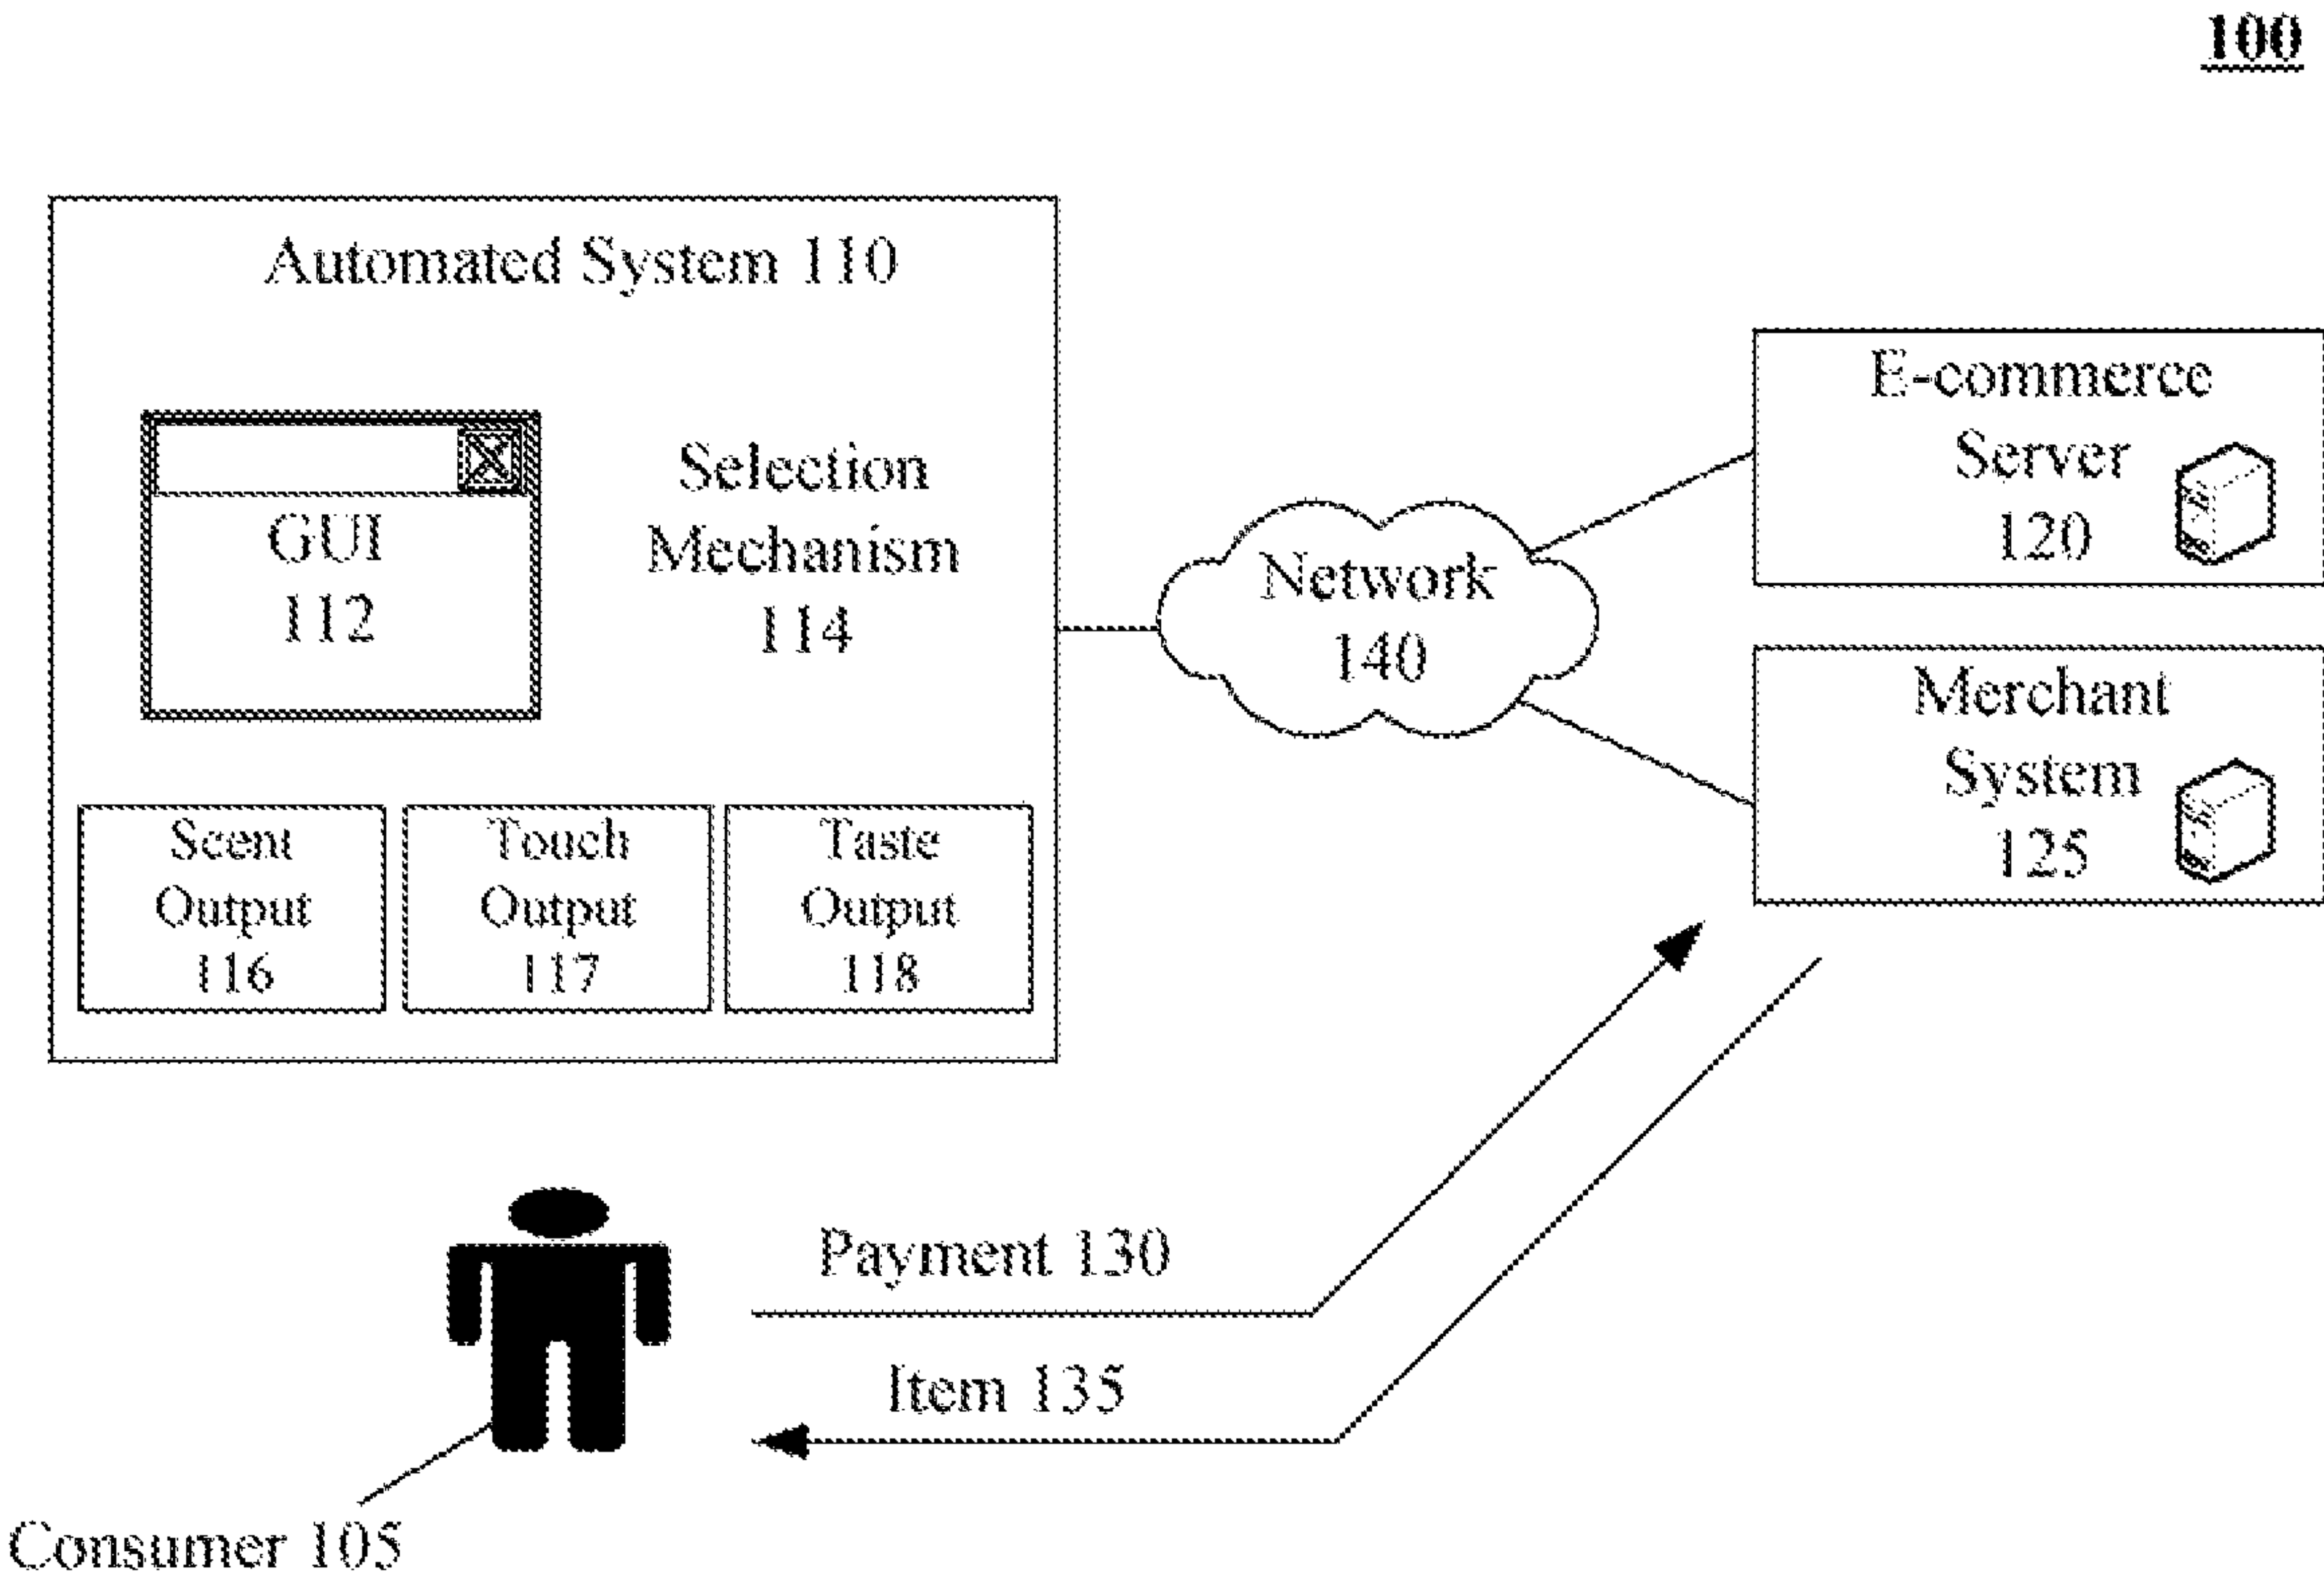 100
Automated System 110
GUI
112
Selection
Mechanism
114
Scent
Output
116
Touch
Output
117
Taste
Output
118
Network
140
E-commerce
Server
120
Merchant
System
125
Payment 130
Item 135
Consumer 105